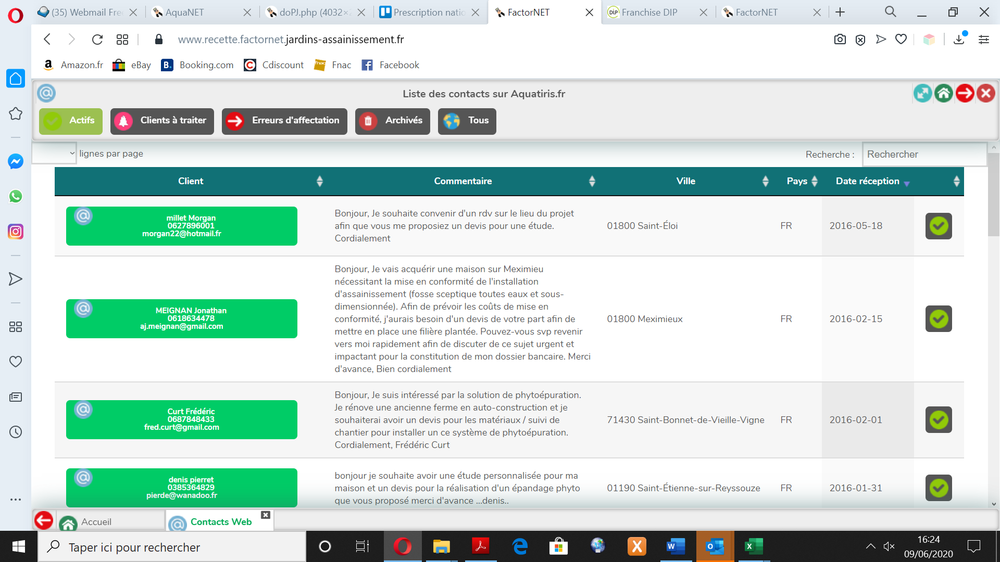 (35) Webmail Free
AquaNET
doPJ.php (4032×
Prescription natio
FactorNET
Franchise DIP
FactorNET
www.recette.factornet.jardins-assainissement.fr
Amazon.fr
eBay
Booking.com
Cdiscount
Fnac
Facebook
Liste des contacts sur Aquatiris.fr
Actifs
Clients à traiter
Erreurs d'affectation
Archivés
Tous
lignes par page
Recherche :
Rechercher
Client Commentaire Ville Pays Date réception
millet Morgan
0627896001
morgan22@hotmail.fr
Bonjour, Je souhaite convenir d'un rdv sur le lieu du projet
afin que vous me proposiez un devis pour une étude.
Cordialement
01800 Saint-Éloi
FR
2016-05-18
MEIGNAN Jonathan
0618634478
aj.meignan@gmail.com
Bonjour, Je vais acquérir une maison sur Meximieu
nécessitant la mise en conformité de l'installation
d'assainissement (fosse sceptique toutes eaux et sous-
dimensionnée). Afin de prévoir les coûts de mise en
conformité, j'aurais besoin d'un devis de votre part afin de
mettre en place une filière plantée. Pouvez-vous svp revenir
vers moi rapidement afin de discuter de ce sujet urgent et
impactant pour la constitution de mon dossier bancaire. Merci
d'avance, Bien cordialement
01800 Meximieux
FR
2016-02-15
Curt Frédéric
0687848433
fred.curt@gmail.com
Bonjour, Je suis intéressé par la solution de phytoépuration.
Je rénove une ancienne ferme en auto-construction et je
souhaiterai avoir un devis pour les matériaux / suivi de
chantier pour installer un ce système de phytoépuration.
Cordialement, Frédéric Curt
71430 Saint-Bonnet-de-Vieille-Vigne
FR
2016-02-01
denis pierret
0385364829
pierde@wanadoo.fr
bonjour je souhaite avoir une étude personnalisée pour ma
maison et un devis pour la réalisation d'un épandage phyto
que vous proposé merci d'avance ...denis..
01190 Saint-Étienne-sur-Reyssouze
FR
2016-01-31
Accueil
Contacts Web
Taper ici pour rechercher
16:24
09/06/2020